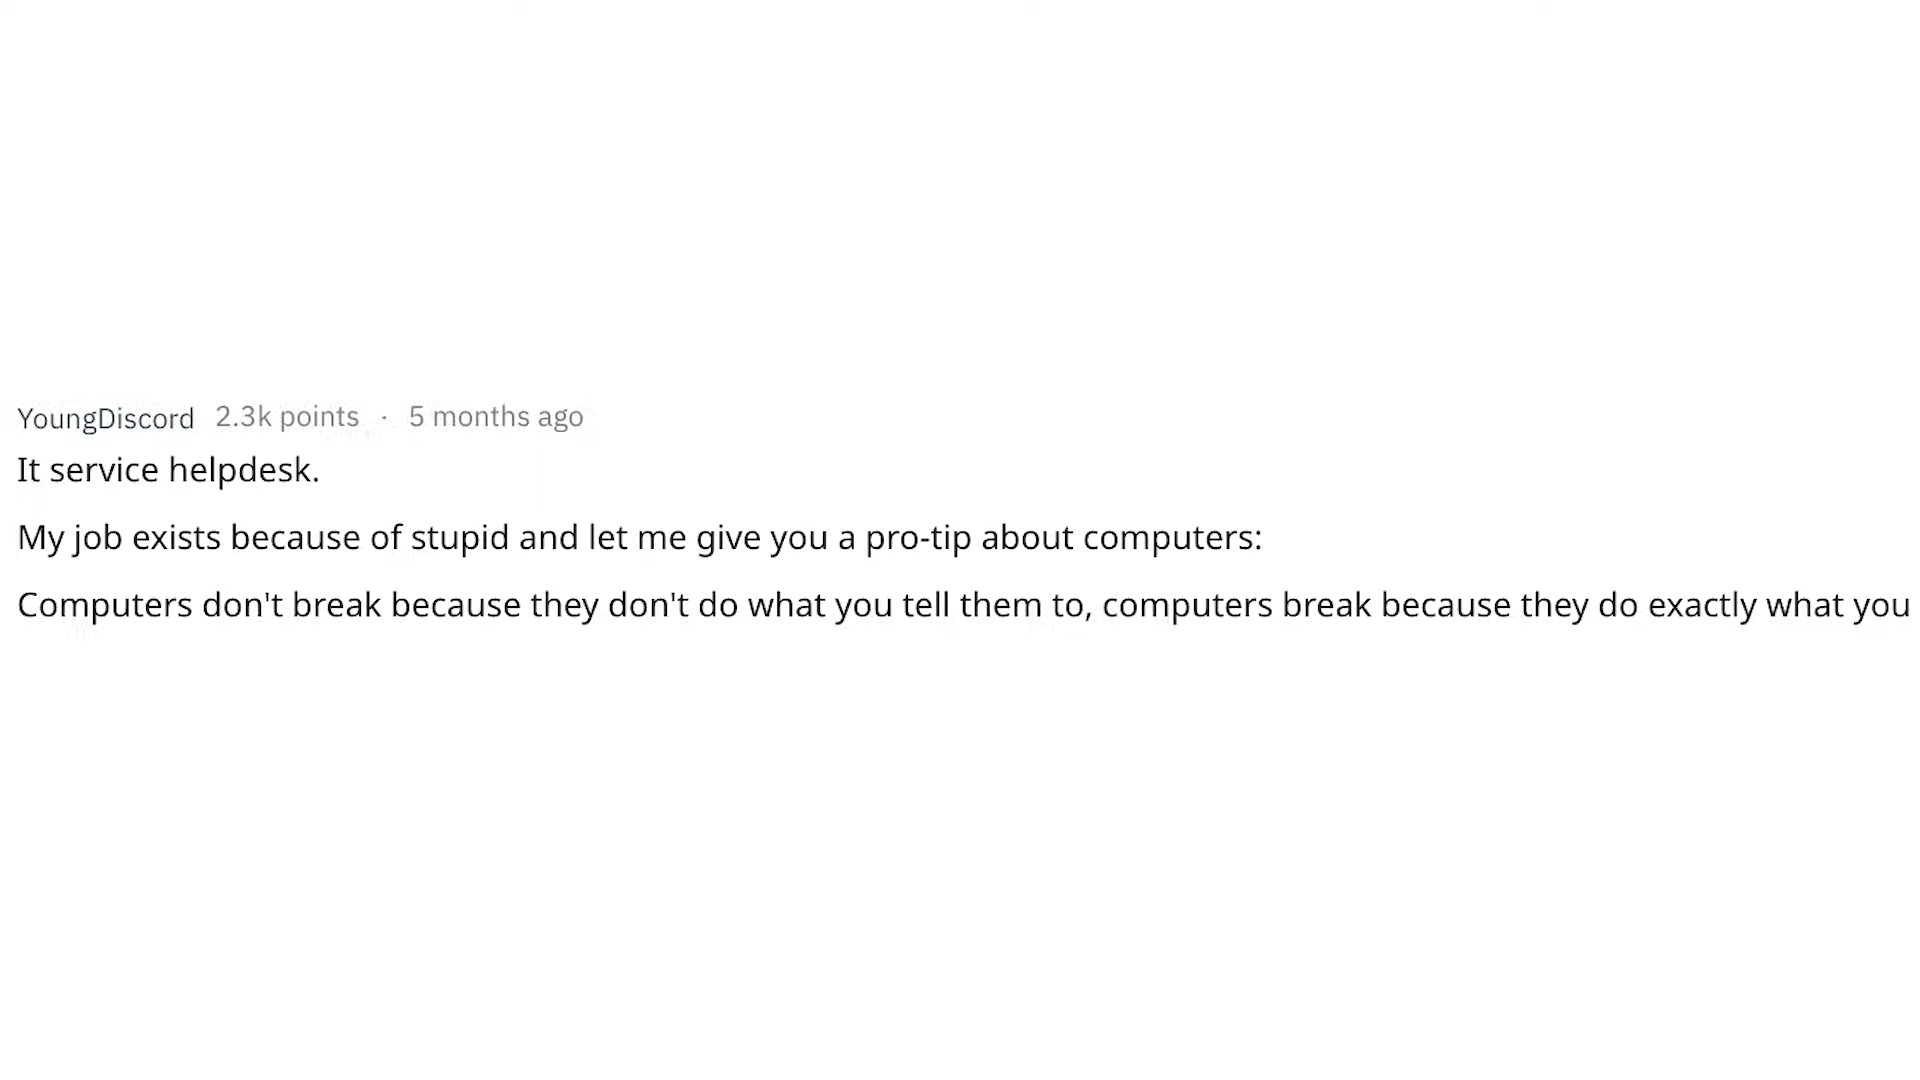 YoungDiscord 2.3k points · 5 months ago
It service helpdesk.
My job exists because of stupid and let me give you a pro-tip about computers:
Computers don't break because they don't do what you tell them to, computers break because they do exactly what you